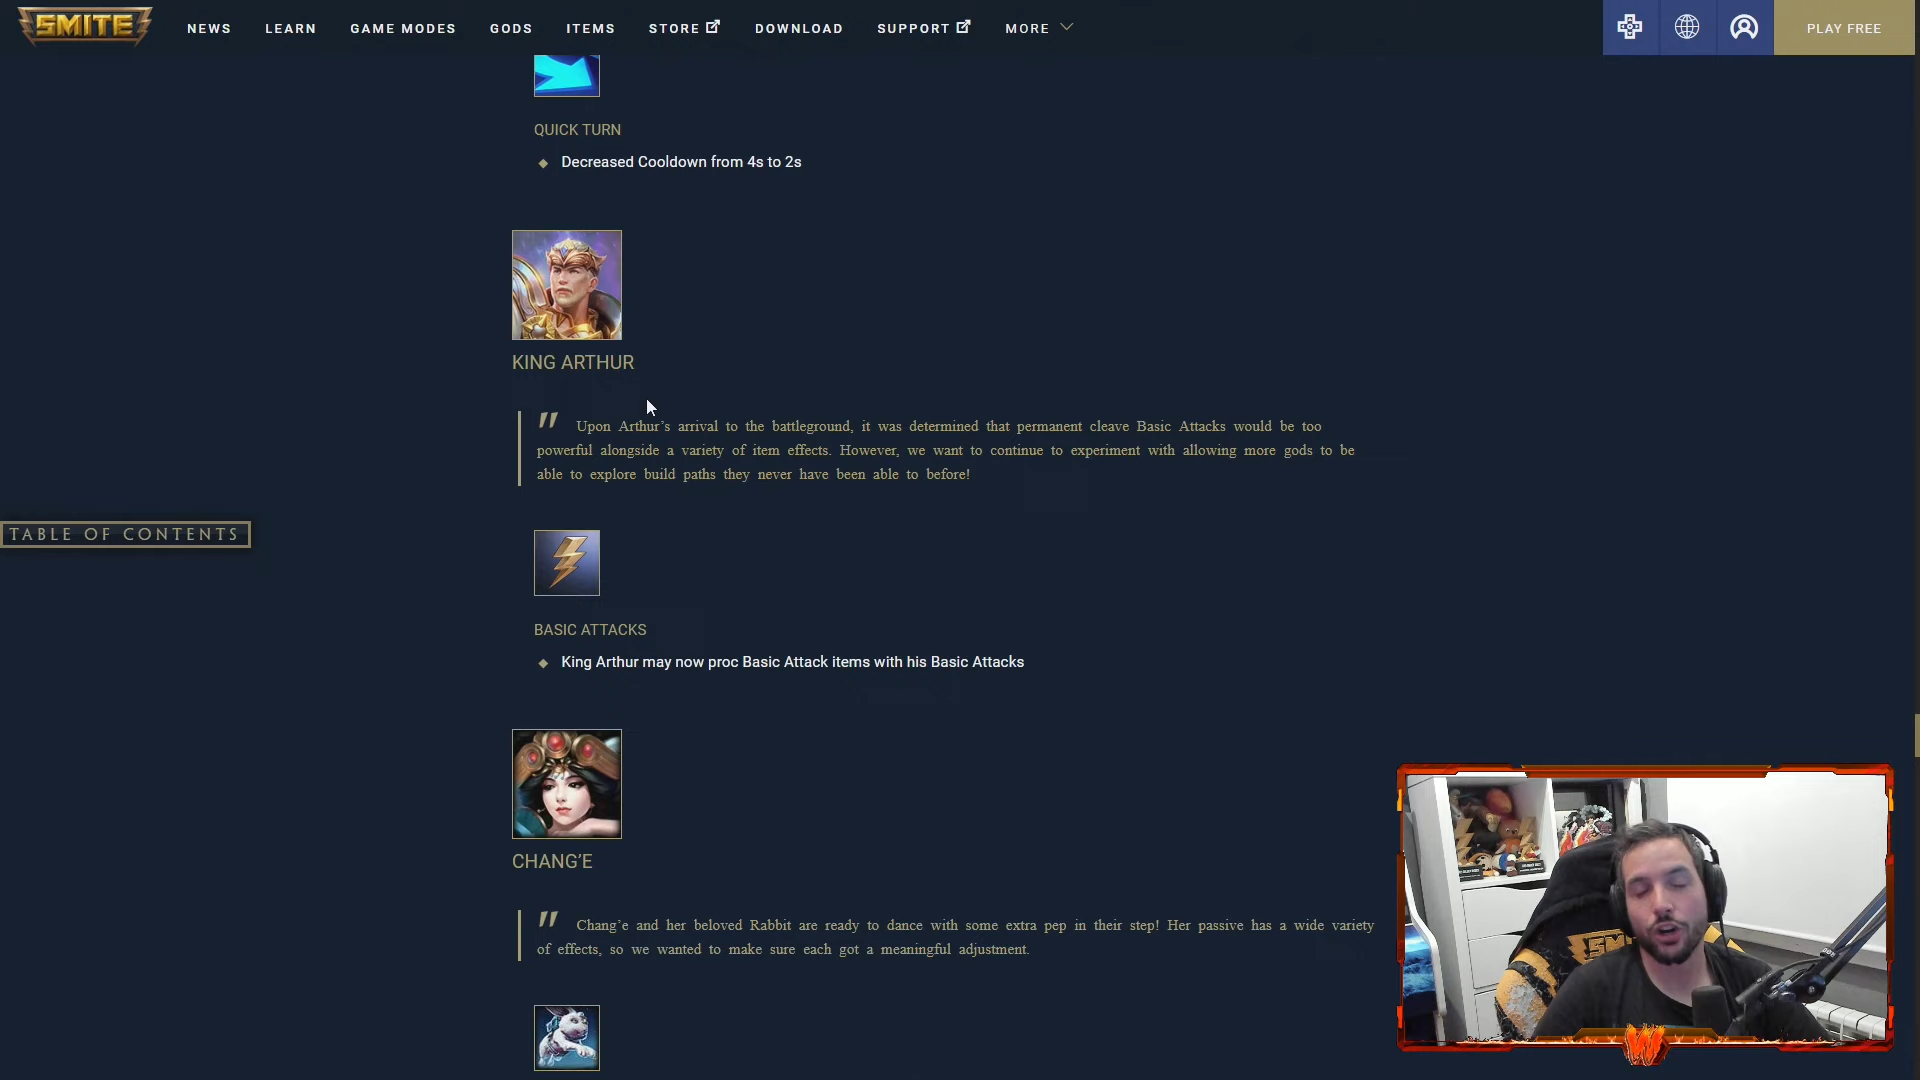 SMITE
NEWS LEARN GAME MODES GODS ITEMS STORE DOWNLOAD SUPPORT MORE PLAY FREE
QUICK TURN
Decreased Cooldown from 4s to 2s
KING ARTHUR
" Upon Arthur’s arrival to the battleground, it was determined that permanent cleave Basic Attacks would be too
powerful alongside a variety of item effects. However, we want to continue to experiment with allowing more gods to be
able to explore build paths they never have been able to before!
TABLE OF CONTENTS
BASIC ATTACKS
King Arthur may now proc Basic Attack items with his Basic Attacks
CHANG’E
" Chang’e and her beloved Rabbit are ready to dance with some extra pep in their step! Her passive has a wide variety
of effects, so we wanted to make sure each got a meaningful adjustment.